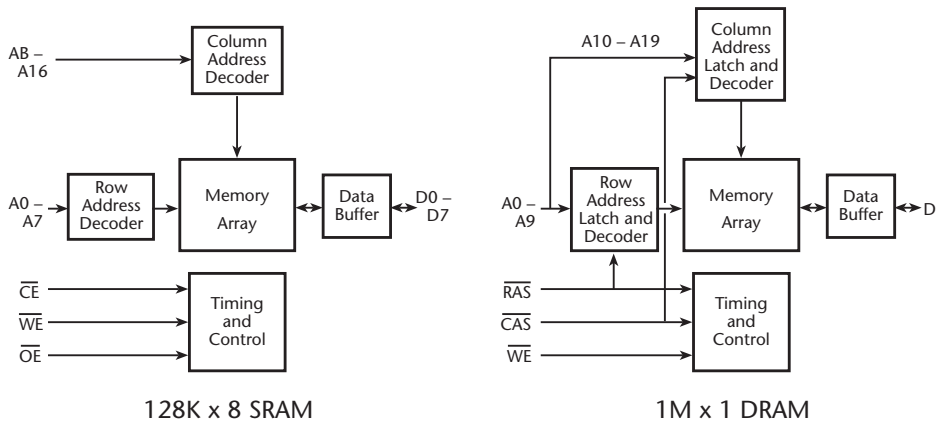 AB –
A16
Column
Address
Decoder
A0 –
A7
Row
Address
Decoder
Memory
Array
Data
Buffer
D0 –
D7
CE
WE
OE
Timing
and
Control
128K x 8 SRAM
A10 – A19
Column
Address
Latch and
Decoder
A0 –
A9
Row
Address
Latch and
Decoder
Memory
Array
Data
Buffer
D
RAS
CAS
WE
Timing
and
Control
1M x 1 DRAM